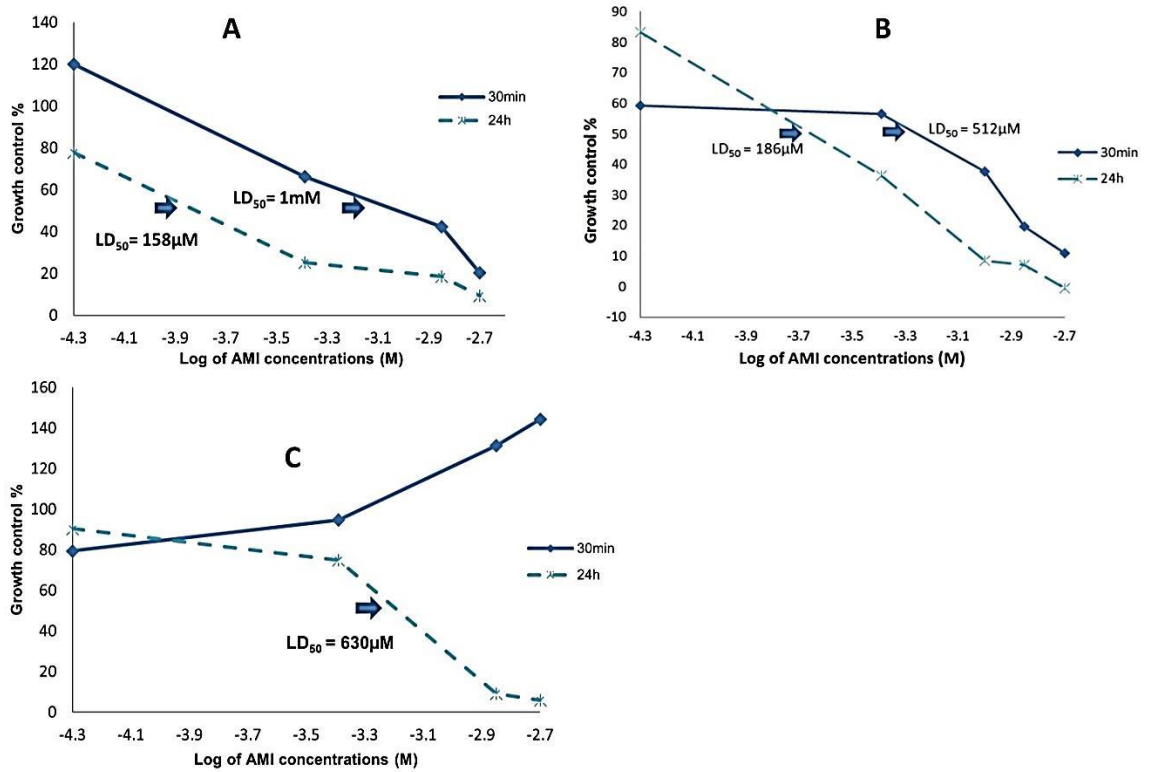 A
140
120
100
80
60
40
20
0
Growth control %
30min
24h
LD50= 1mM
LD50= 158µM
-4.3 -4.1 -3.9 -3.7 -3.5 -3.3 -3.1 -2.9 -2.7
Log of AMI concentrations (M)
B
90
80
70
60
50
40
30
20
10
0
-10
Growth control %
LD50 = 512µM
LD50 = 186µM
30min
24h
-4.3 -4.1 -3.9 -3.7 -3.5 -3.3 -3.1 -2.9 -2.7
Log of AMI concentrations (M)
C
160
140
120
100
80
60
40
20
0
Growth control %
30min
24h
LD50 = 630µM
-4.3 -4.1 -3.9 -3.7 -3.5 -3.3 -3.1 -2.9 -2.7
Log of AMI concentrations (M)